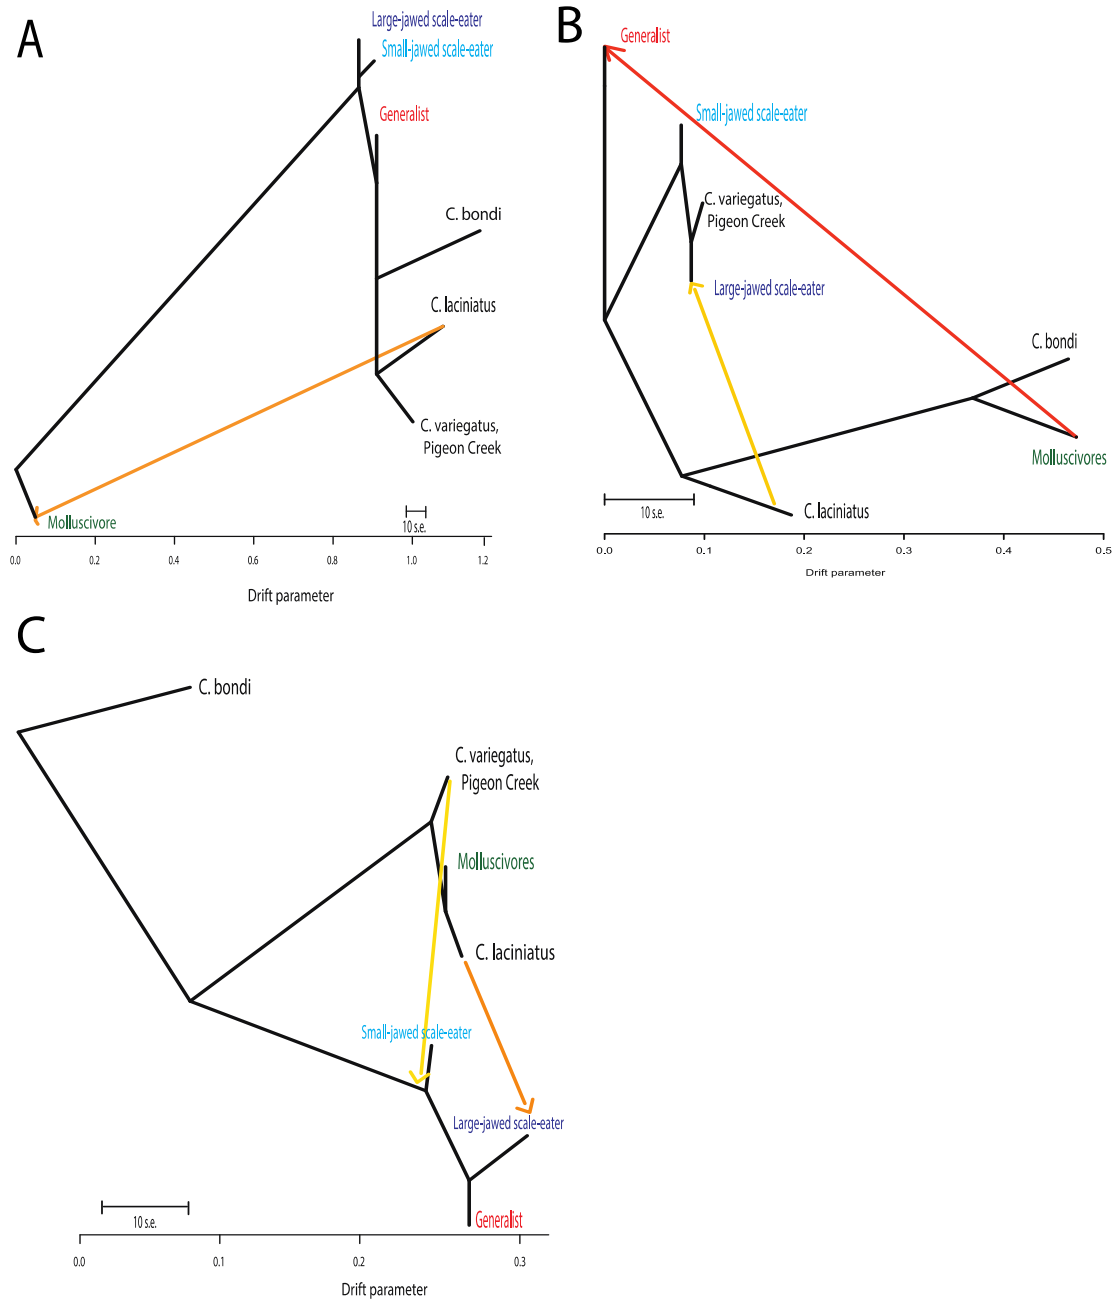 A
Large-jawed scale-eater
Small-jawed scale-eater
Generalist
C. bondi
C. laciniatus
C. variegatus,
Pigeon Creek
10 s.e.
Molluscivore
0.0 0.2 0.4 0.6 0.8 1.0 1.2
Drift parameter
B
Generalist
Small-jawed scale-eater
C. variegatus,
Pigeon Creek
Large-jawed scale-eater
C. bondi
Molluscivores
10 s.e.
C. laciniatus
0.0 0.1 0.2 0.3 0.4 0.5
Drift parameter
C
C. bondi
C. variegatus,
Pigeon Creek
Molluscivores
C. laciniatus
Small-jawed scale-eater
Large-jawed scale-eater
10 s.e.
Generalist
0.0 0.1 0.2 0.3
Drift parameter